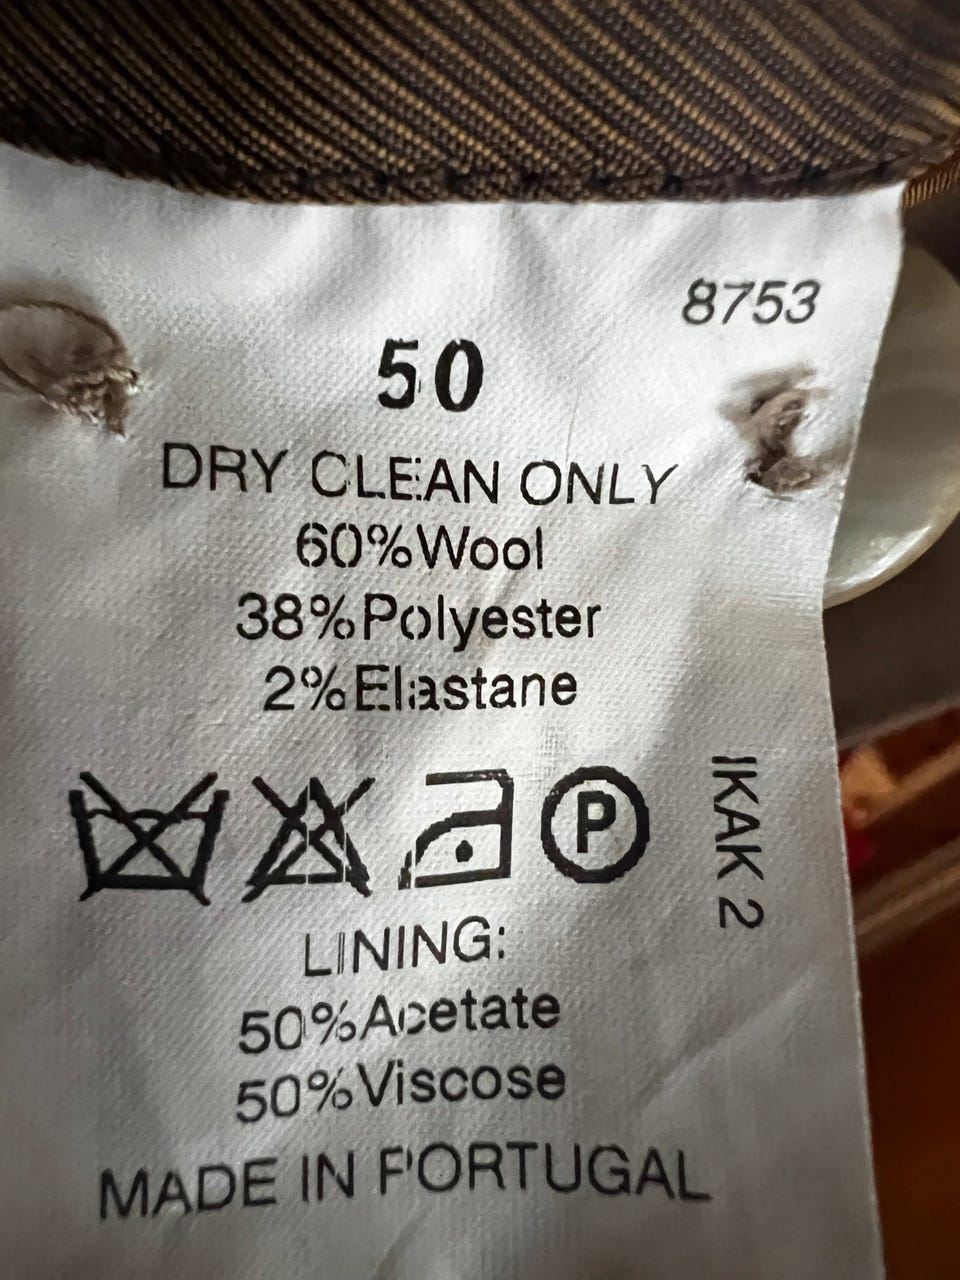 8753
50
DRY CLEAN ONLY
60%Wool
38%Polyester
2%Elastane
P
IKAK 2
LINING:
50%Acetate
50%Viscose
MADE IN PORTUGAL